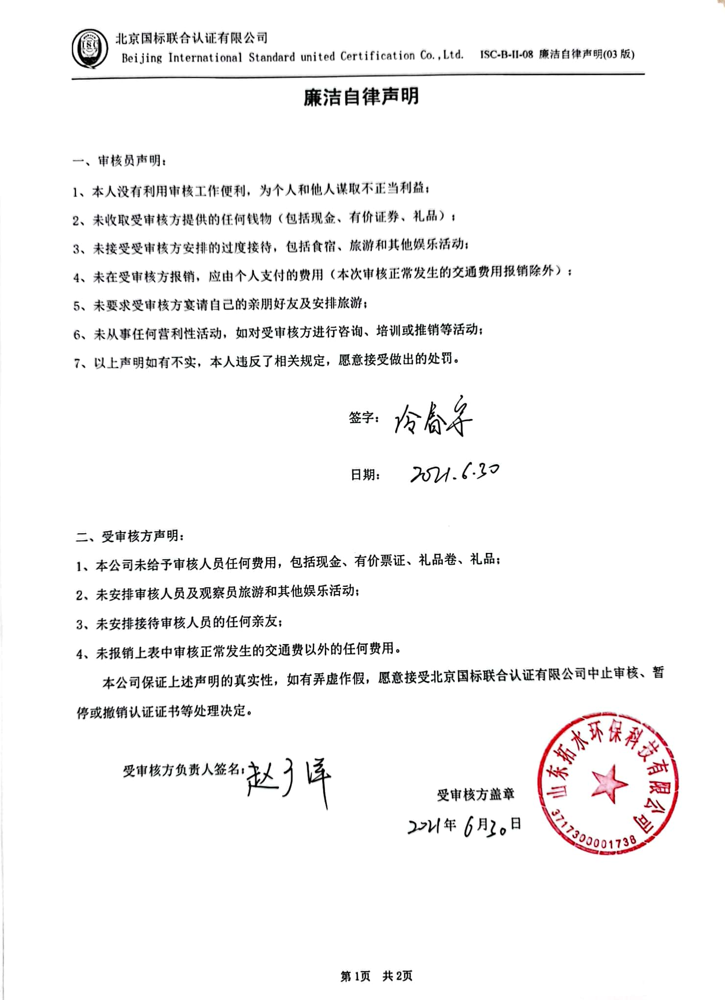 ISC
北京国标联合认证有限公司
Beijing International Standard united Certification Co.,Ltd. ISC-B-II-08 廉洁自律声明(03 版)
廉洁自律声明
一、审核员声明：
1、本人没有利用审核工作便利，为个人和他人谋取不正当利益；
2、未收取受审核方提供的任何钱物（包括现金、有价证券、礼品）；
3、未接受受审核方安排的过度接待，包括食宿、旅游和其他娱乐活动；
4、未在受审核方报销，应由个人支付的费用（本次审核正常发生的交通费用报销除外）；
5、未要求受审核方宴请自己的亲朋好友及安排旅游；
6、未从事任何营利性活动，如对受审核方进行咨询、培训或推销等活动；
7、以上声明如有不实，本人违反了相关规定，愿意接受做出的处罚。
签字： 冷春宇
日期： 2021.6.30
二、受审核方声明：
1、本公司未给予审核人员任何费用，包括现金、有价票证、礼品卷、礼品；
2、未安排审核人员及观察员旅游和其他娱乐活动；
3、未安排接待审核人员的任何亲友；
4、未报销上表中审核正常发生的交通费以外的任何费用。
本公司保证上述声明的真实性，如有弄虚作假，愿意接受北京国标联合认证有限公司中止审核、暂
停或撤销认证证书等处理决定。
受审核方负责人签名：赵子洋
受审核方盖章
2021年 6月30日
山东拓水环保科技有限公司
3717300001738
第 1页 共 2页